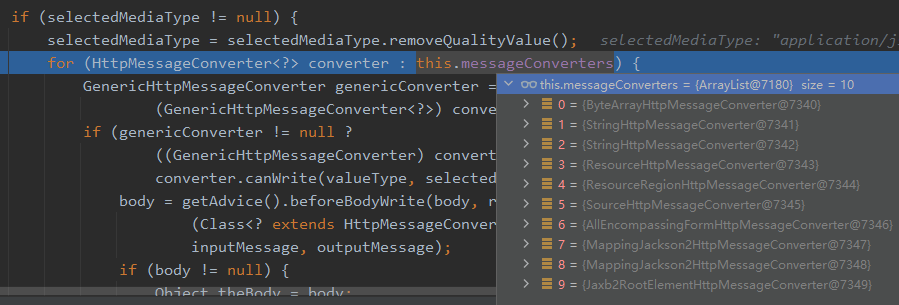 if (selectedMediaType != null) {
selectedMediaType = selectedMediaType.removeQualityValue(); selectedMediaType: "application/j
for (HttpMessageConverter<?> converter : this.messageConverters) {
GenericHttpMessageConverter genericConverter =
(GenericHttpMessageConverter<?>) conve
if (genericConverter != null ?
((GenericHttpMessageConverter) convert
converter.canWrite(valueType, selected
body = getAdvice().beforeBodyWrite(body, r
(Class<? extends HttpMessageConver
inputMessage, outputMessage);
if (body != null) {
Object theBody = body;
this.messageConverters = {ArrayList@7180} size = 10
0 = {ByteArrayHttpMessageConverter@7340}
1 = {StringHttpMessageConverter@7341}
2 = {StringHttpMessageConverter@7342}
3 = {ResourceHttpMessageConverter@7343}
4 = {ResourceRegionHttpMessageConverter@7344}
5 = {SourceHttpMessageConverter@7345}
6 = {AllEncompassingFormHttpMessageConverter@7346}
7 = {MappingJackson2HttpMessageConverter@7347}
8 = {MappingJackson2HttpMessageConverter@7348}
9 = {Jaxb2RootElementHttpMessageConverter@7349}